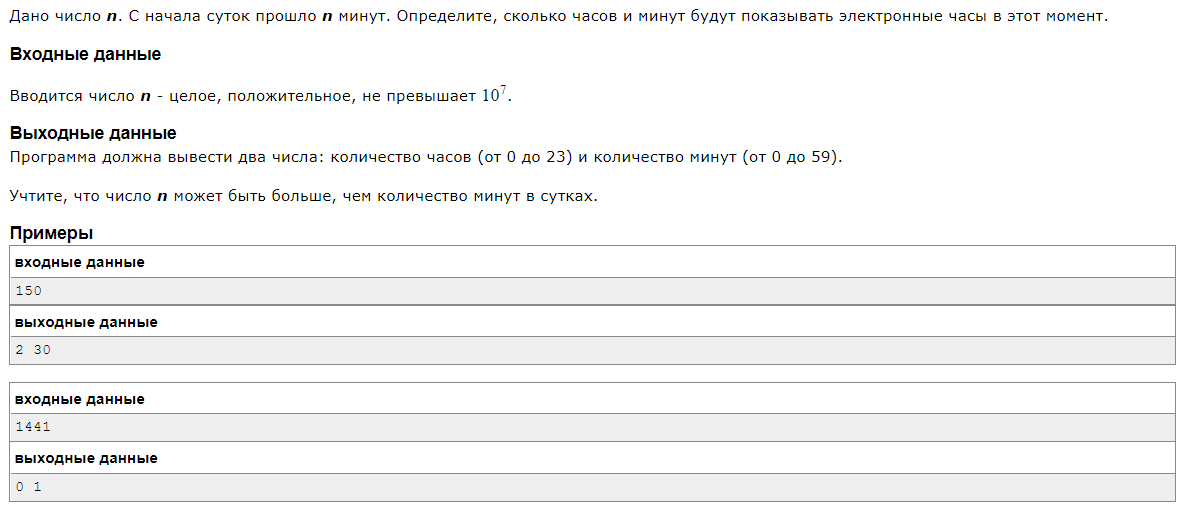 Дано число n. С начала суток прошло n минут. Определите, сколько часов и минут будут показывать электронные часы в этот момент.
Входные данные
Вводится число n - целое, положительное, не превышает 10⁷.
Выходные данные
Программа должна вывести два числа: количество часов (от 0 до 23) и количество минут (от 0 до 59).
Учтите, что число n может быть больше, чем количество минут в сутках.
Примеры
входные данные
150
выходные данные
2 30
входные данные
1441
выходные данные
0 1